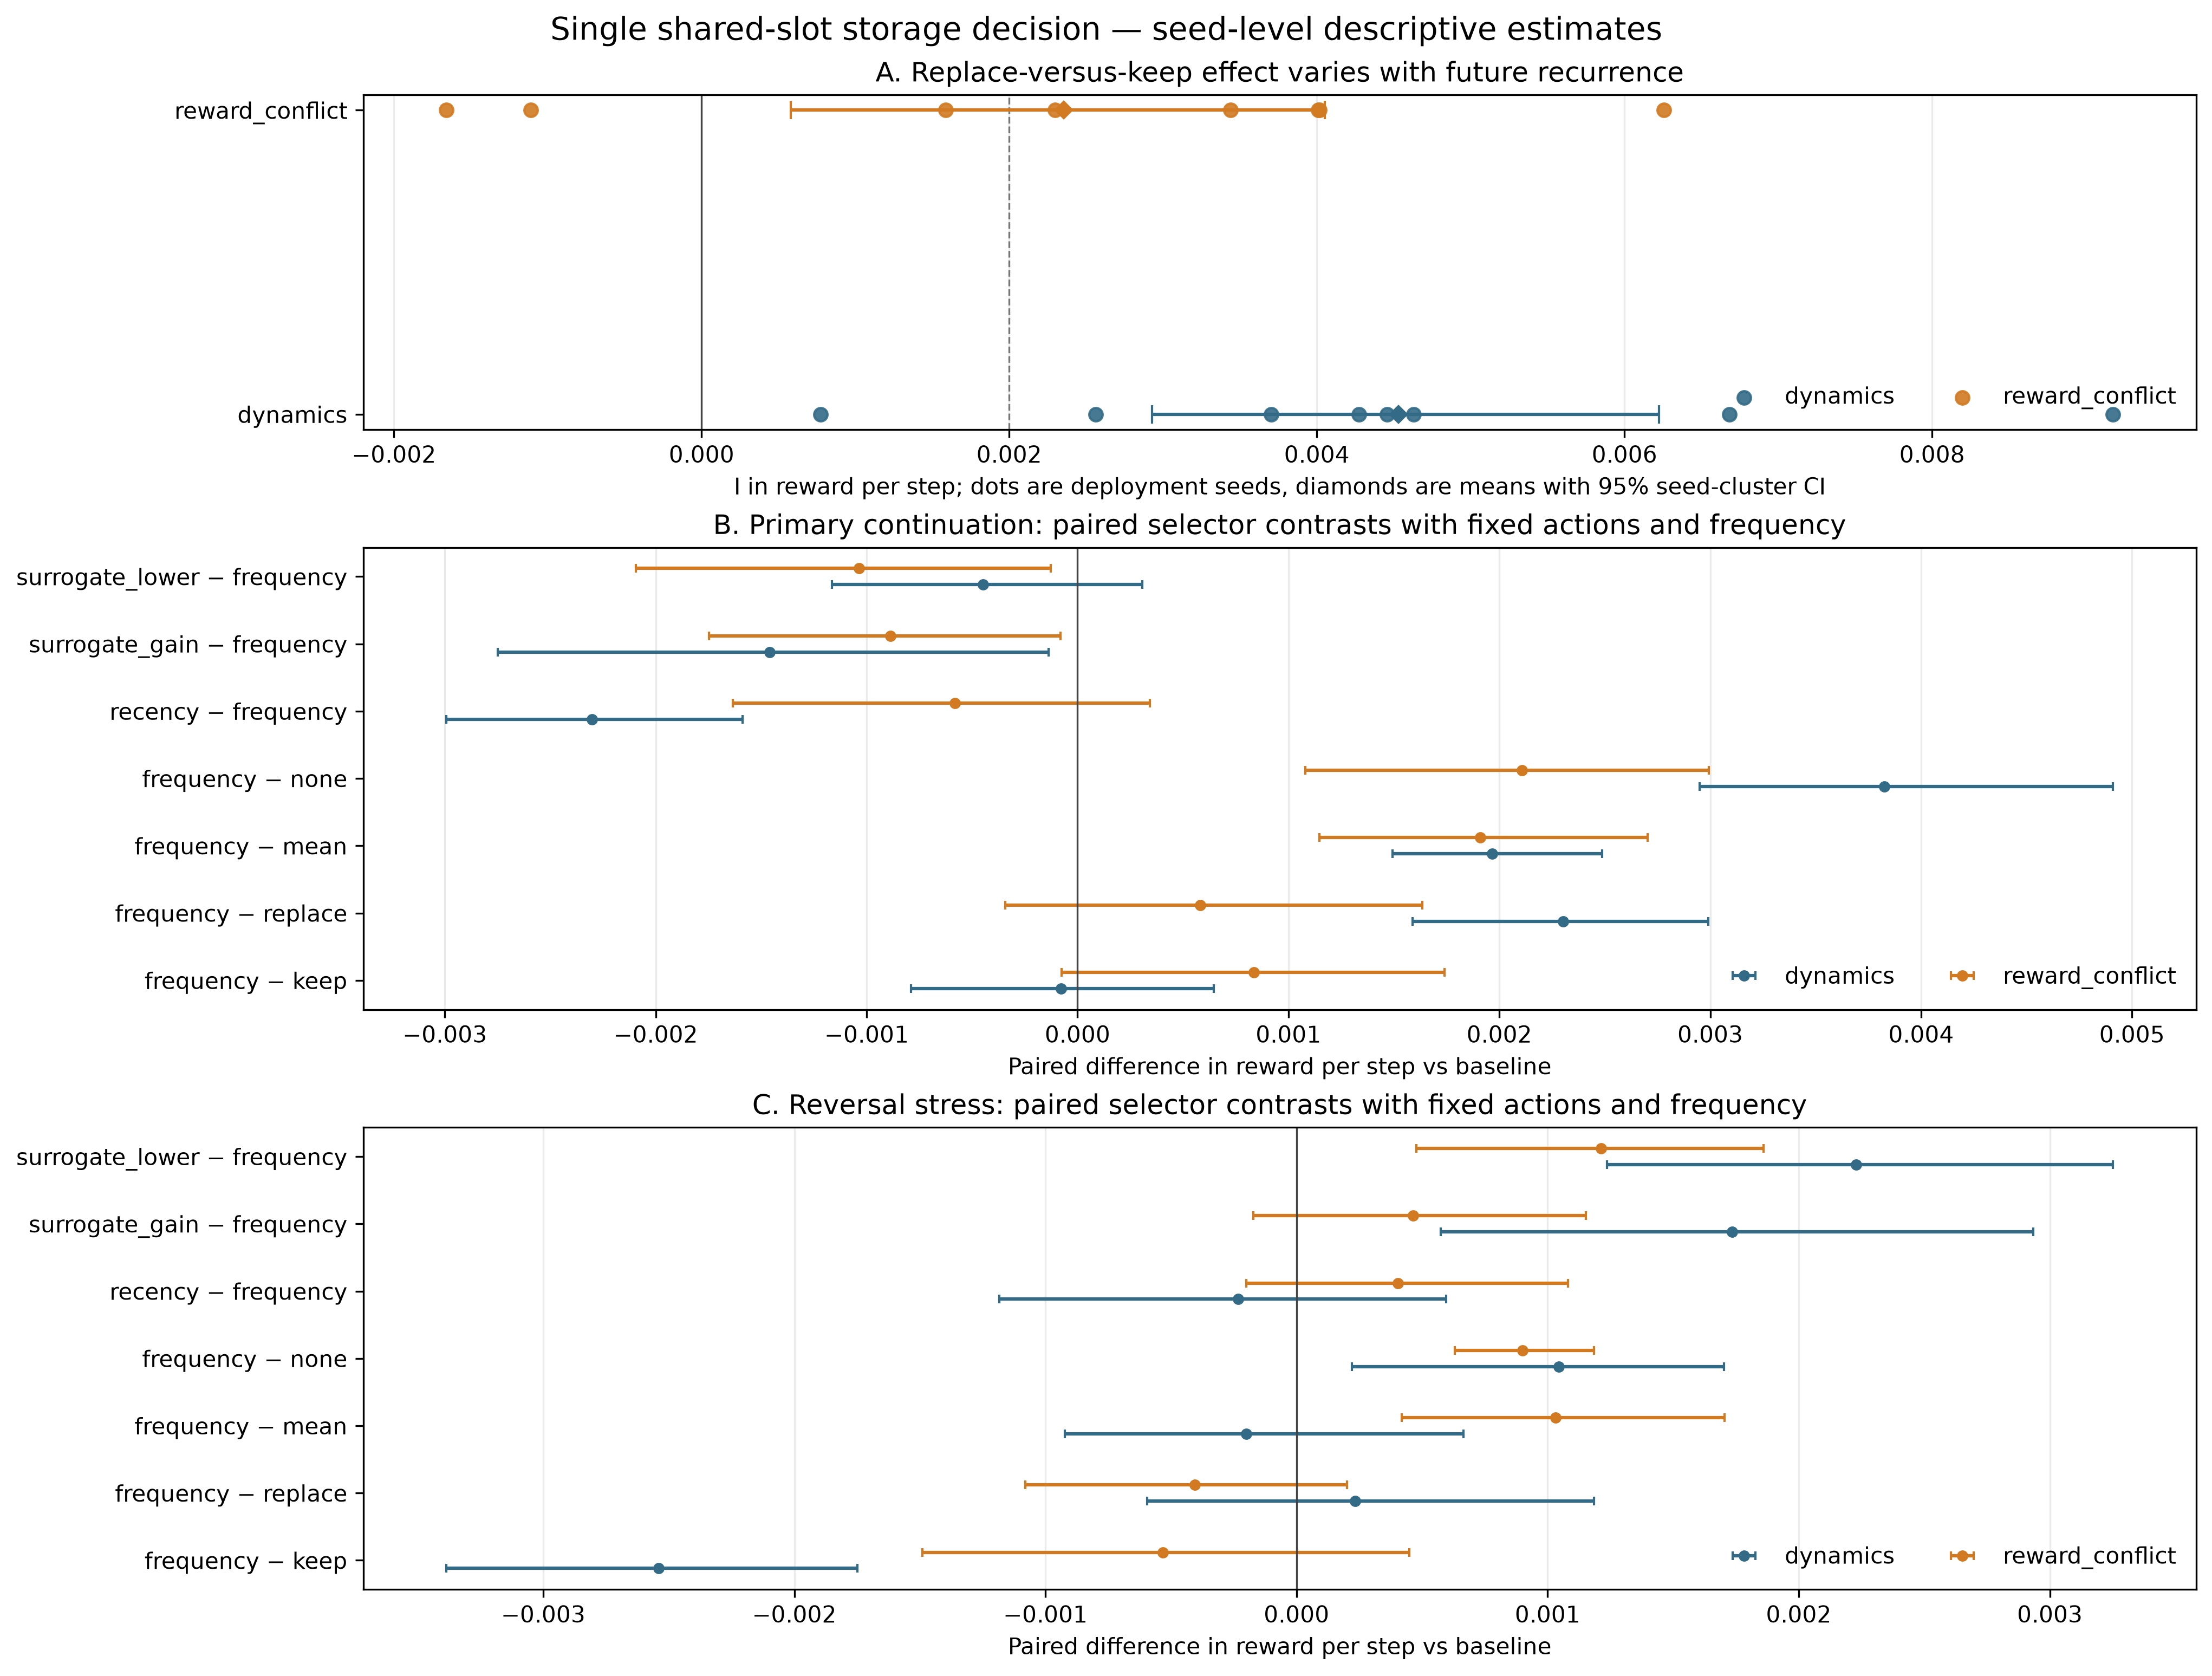 Single shared-slot storage decision — seed-level descriptive estimates
A. Replace-versus-keep effect varies with future recurrence
reward_conflict
dynamics
dynamics
reward_conflict
−0.002
0.000
0.002
0.004
0.006
0.008
I in reward per step; dots are deployment seeds, diamonds are means with 95% seed-cluster CI
B. Primary continuation: paired selector contrasts with fixed actions and frequency
surrogate_lower − frequency
surrogate_gain − frequency
recency − frequency
frequency − none
frequency − mean
frequency − replace
frequency − keep
dynamics
reward_conflict
−0.003
−0.002
−0.001
0.000
0.001
0.002
0.003
0.004
0.005
Paired difference in reward per step vs baseline
C. Reversal stress: paired selector contrasts with fixed actions and frequency
surrogate_lower − frequency
surrogate_gain − frequency
recency − frequency
frequency − none
frequency − mean
frequency − replace
frequency − keep
dynamics
reward_conflict
−0.003
−0.002
−0.001
0.000
0.001
0.002
0.003
Paired difference in reward per step vs baseline